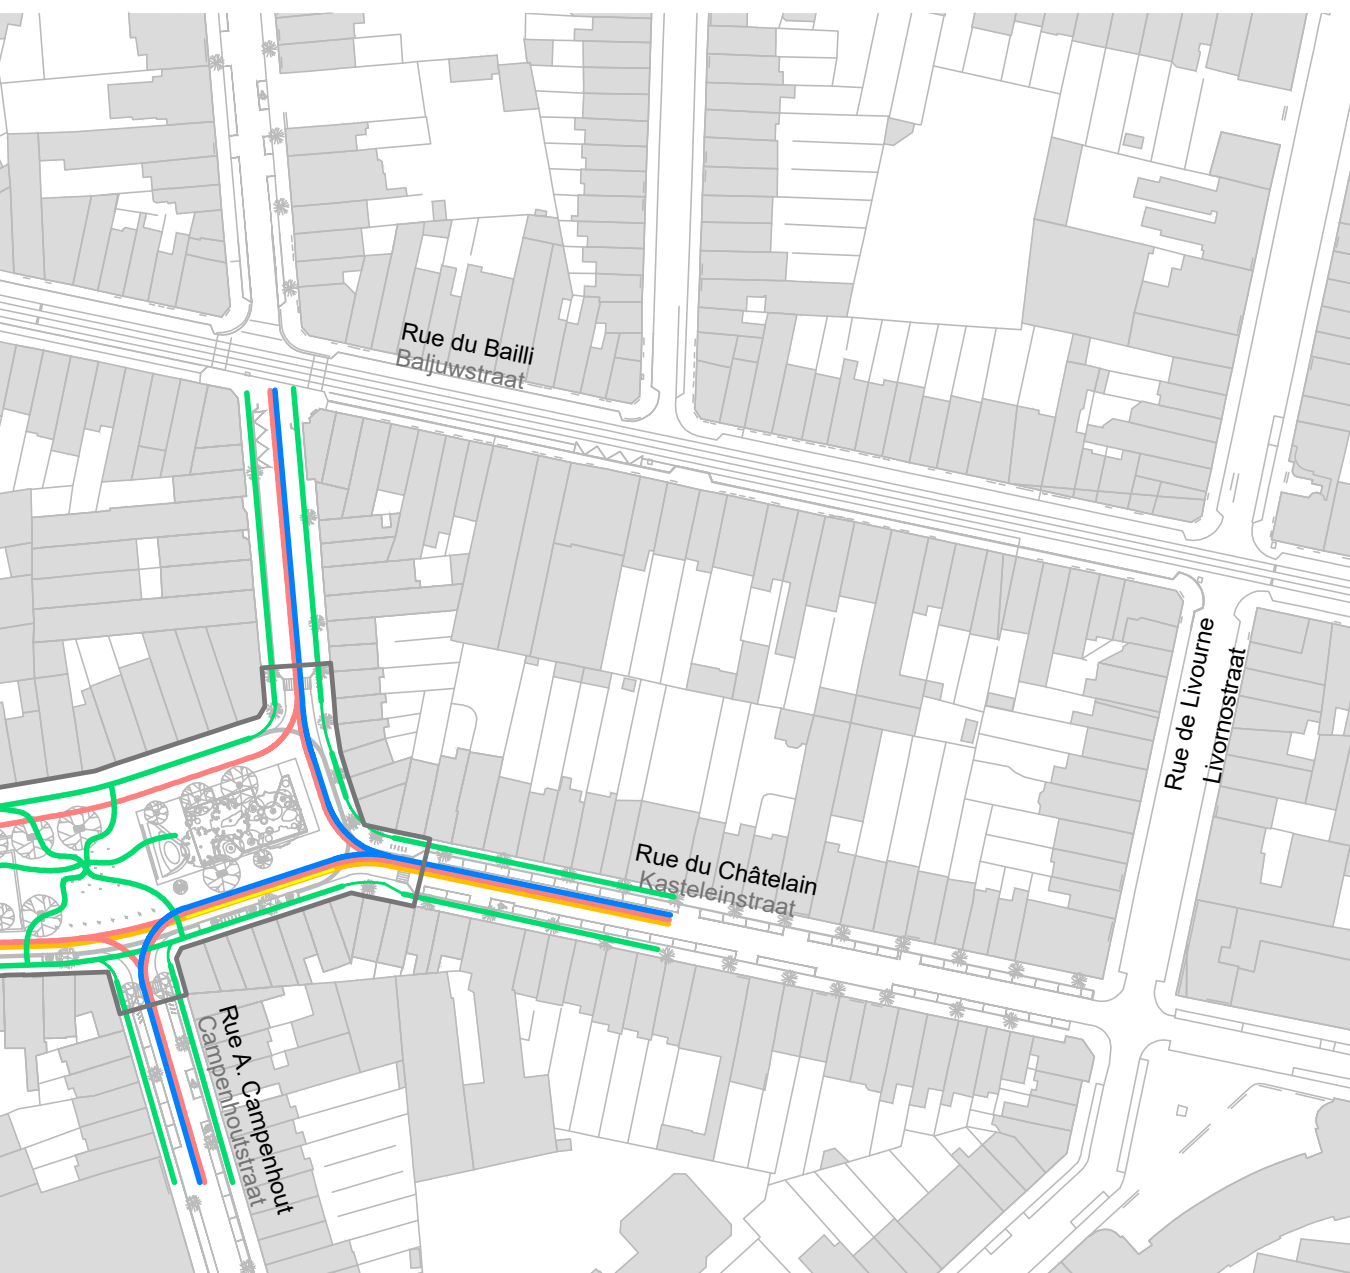 Rue du Bailli
Baljuwstraat
Rue de Livourne
Livornostraat
Rue du Châtelain
Kasteleinstraat
Rue A. Campenhout
Campenhoutstraat